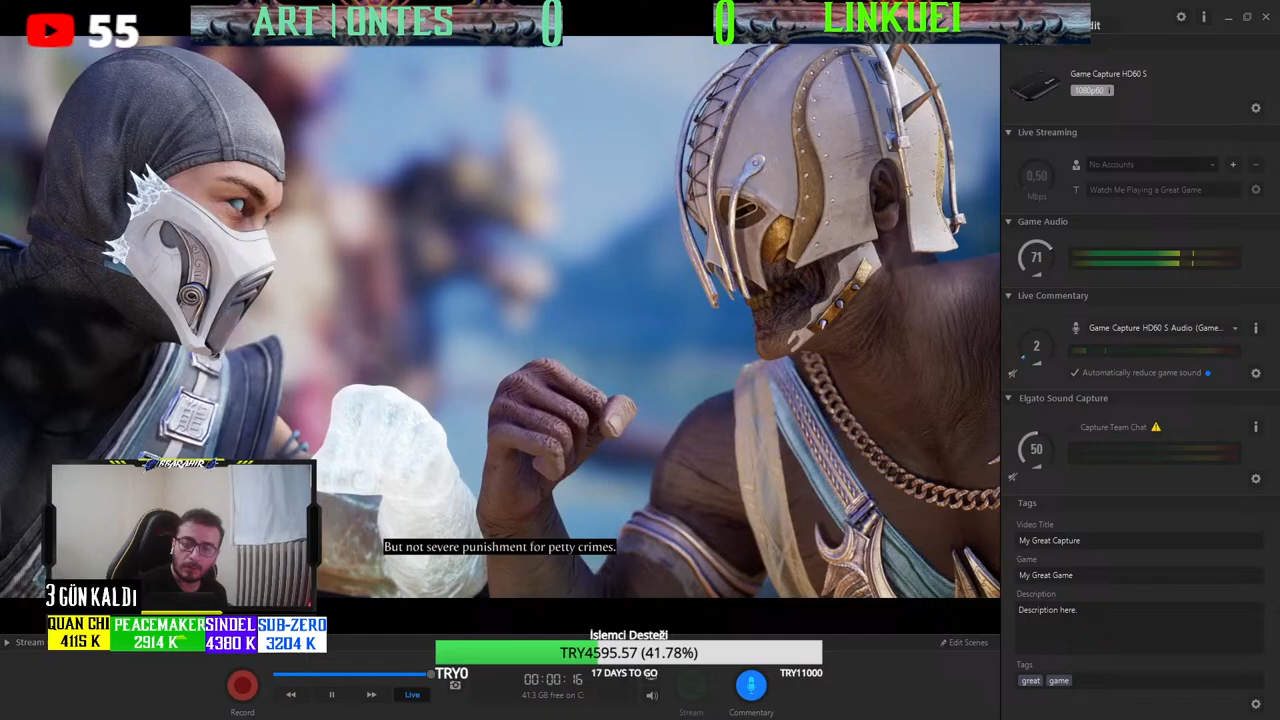 55
ART | ONTES 0
0 LINKUEI
Game Capture HD60 S
1080p60
Live Streaming
0,50
Mbps
No Accounts
Watch Me Playing a Great Game
Game Audio
71
Live Commentary
2
Game Capture HD60 S Audio (Game...
Automatically reduce game sound
Elgato Sound Capture
Capture Team Chat
50
Tags
Video Title
My Great Capture
Game
My Great Game
Description
Description here.
Tags
great game
But not severe punishment for petty crimes.
3 GÜN KALDI
QUAN CHI PEACEMAKER SINDEL SUB-ZERO
4115 K 2914 K 4380 K 3204 K
Stream
Edit Scenes
İşlemci Desteği
TRY4595.57 (41.78%)
TRY0 17 DAYS TO GO TRY11000
00:00:16
41.3 GB free on C:
Live
Record
Stream
Commentary